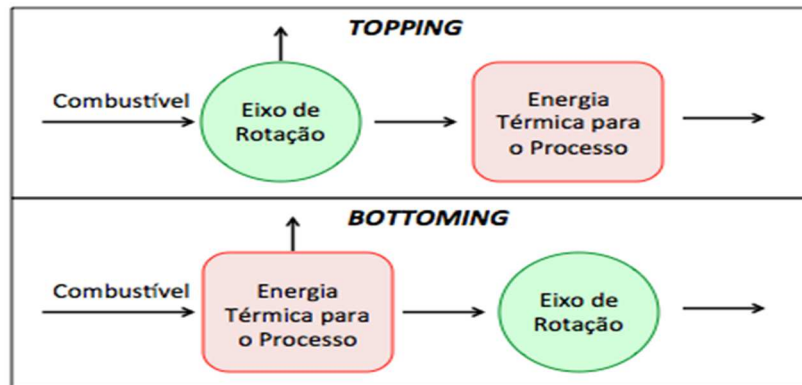 TOPPING
Combustível
Eixo de
Rotação
Energia
Térmica para
o Processo
BOTTOMING
Combustível
Energia
Térmica para
o Processo
Eixo de
Rotação